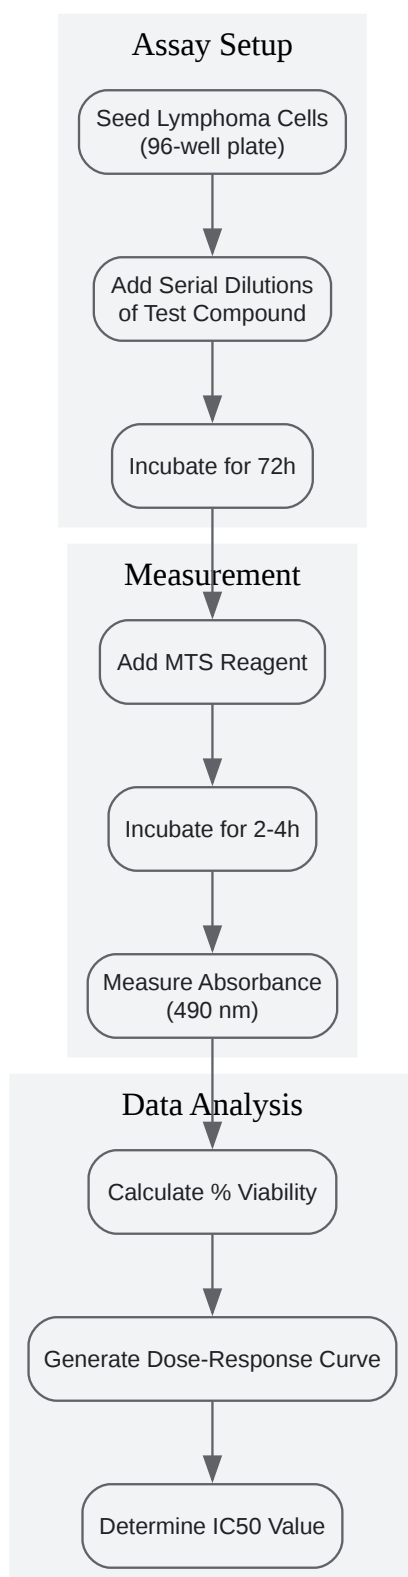 Assay Setup
Seed Lymphoma Cells
(96-well plate)
Add Serial Dilutions
of Test Compound
Incubate for 72h
Measurement
Add MTS Reagent
Incubate for 2-4h
Measure Absorbance
(490 nm)
Data Analysis
Calculate % Viability
Generate Dose-Response Curve
Determine IC50 Value